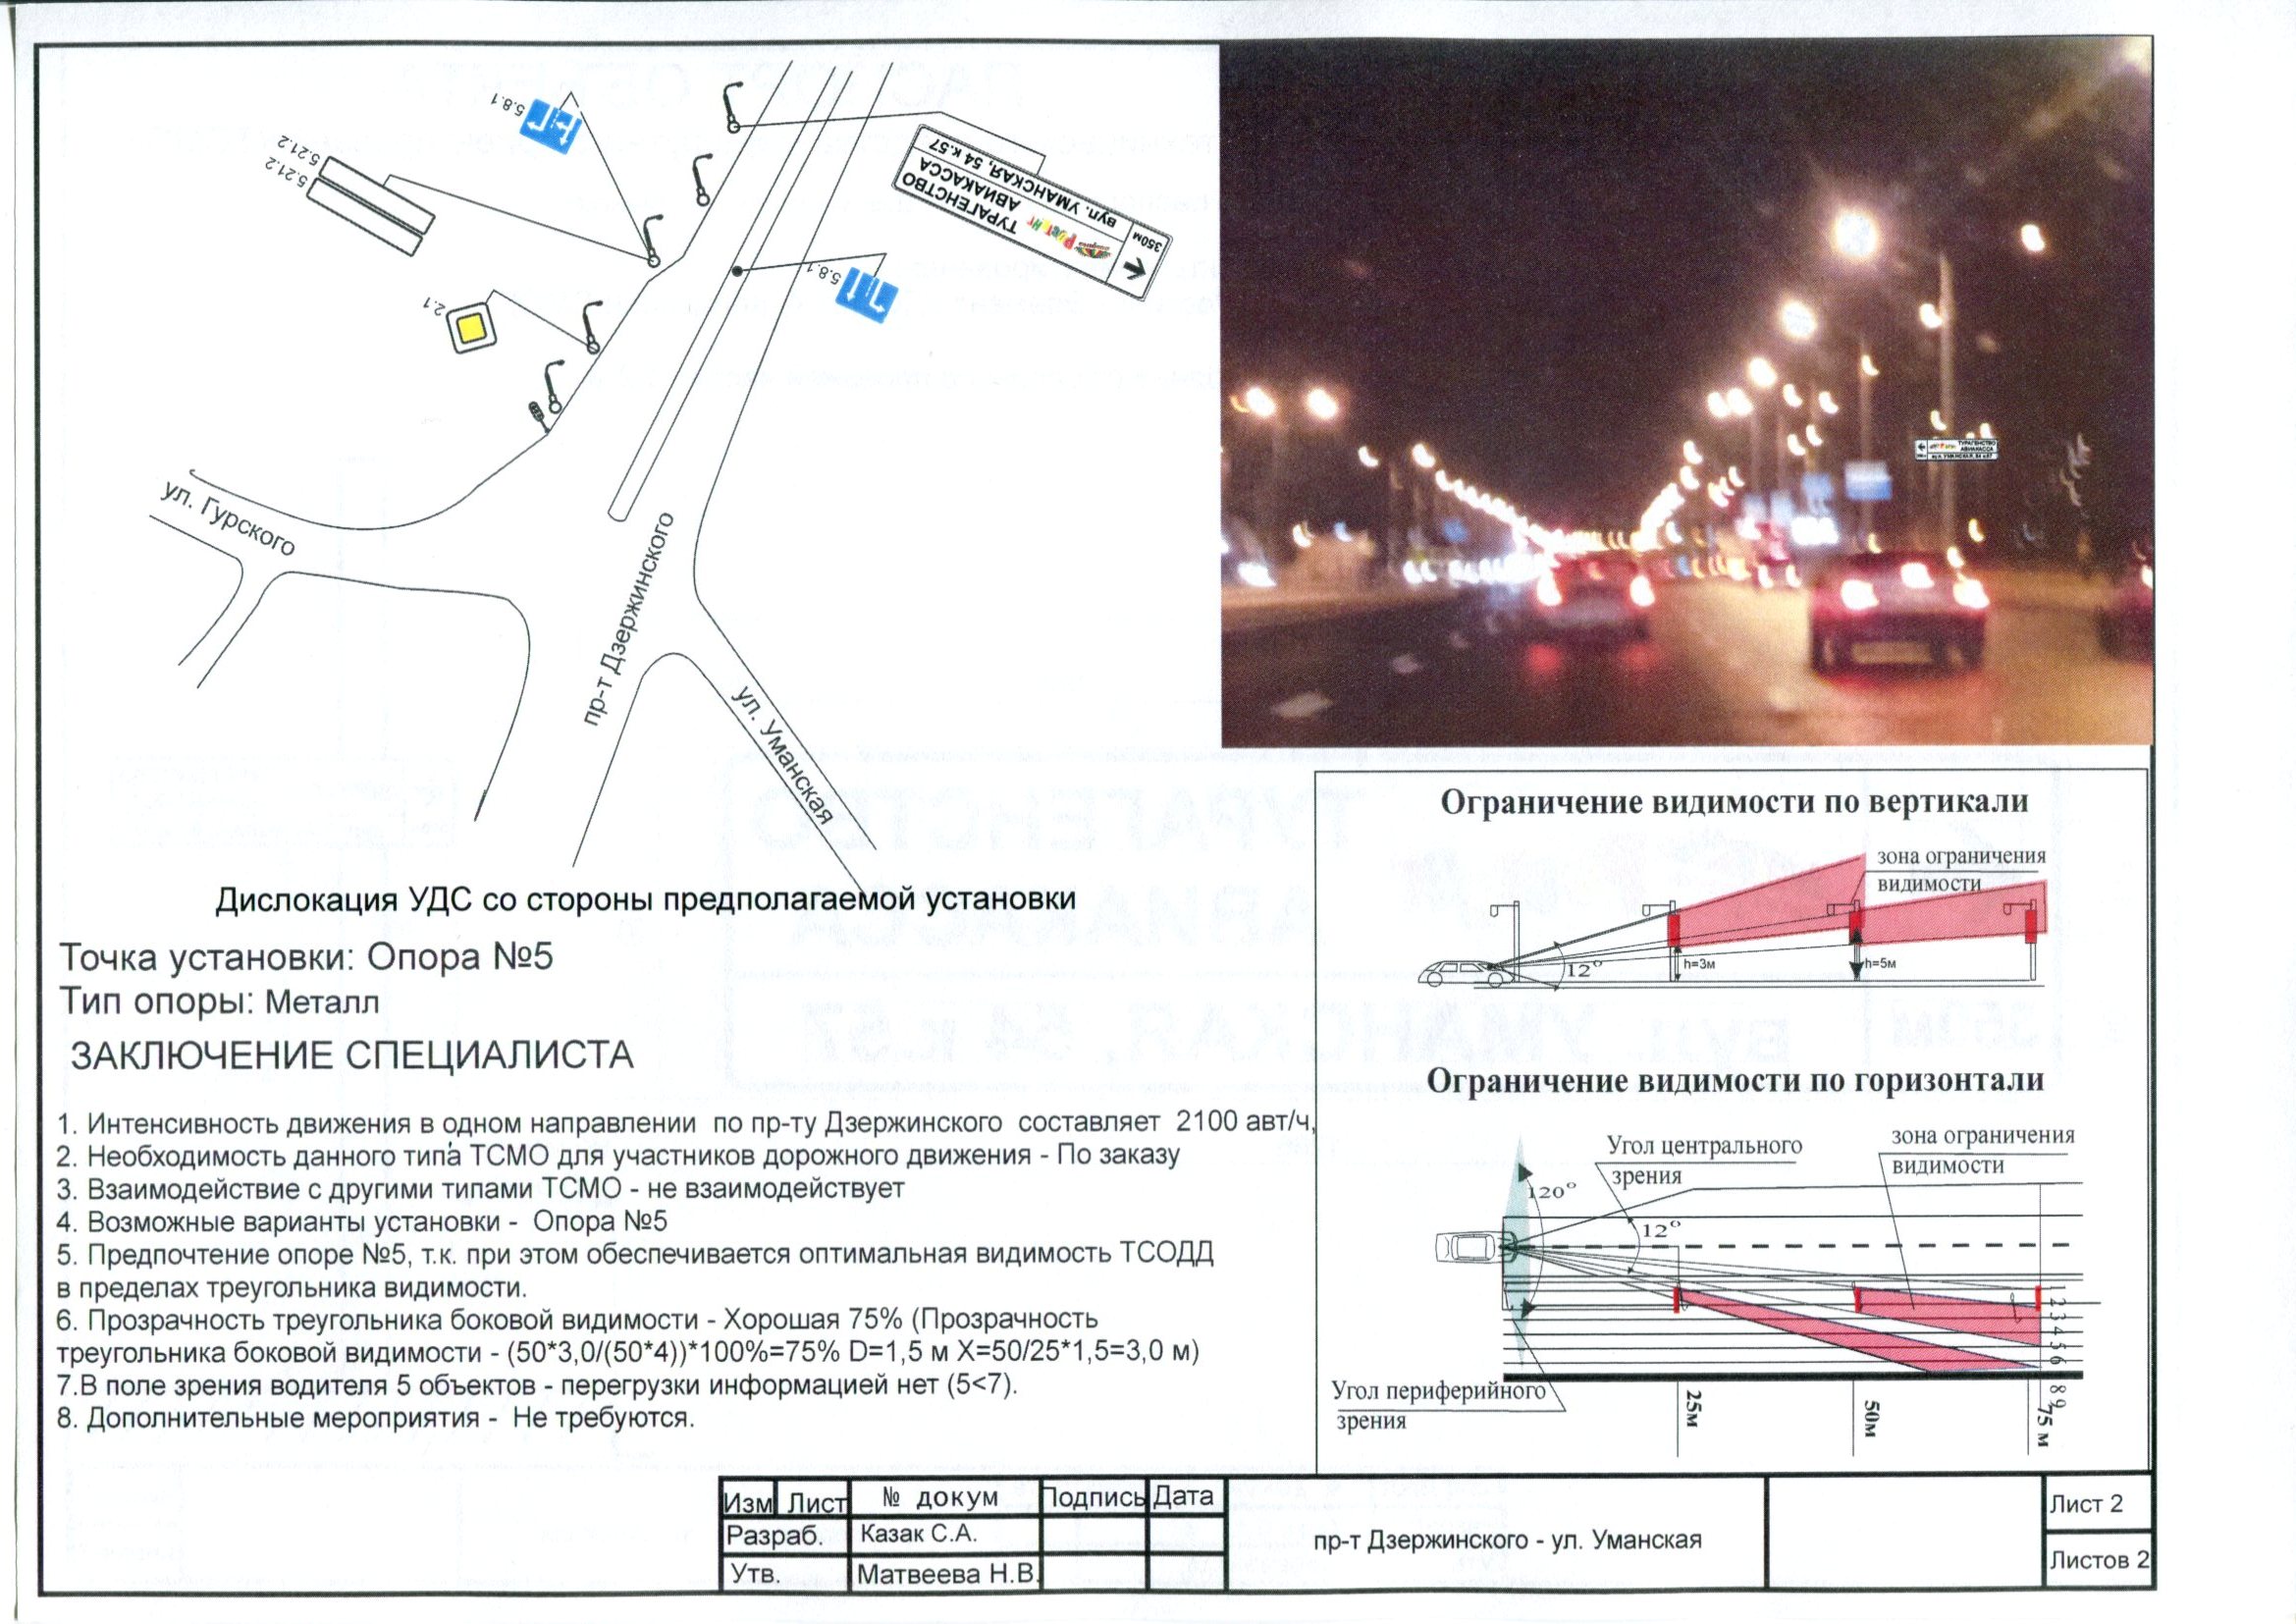 5.8.1
5.21.2
5.21.2
2.1
ТУРАГЕНСТВО
АВИАКАССА
вул. УМАНСКАЯ, 54 к.57
350м
5.8.1
ул. Гурского
пр-т Дзержинского
ул. Уманская
Дислокация УДС со стороны предполагаемой установки
Точка установки: Опора №5
Тип опоры: Металл
ЗАКЛЮЧЕНИЕ СПЕЦИАЛИСТА
1. Интенсивность движения в одном направлении по пр-ту Дзержинского составляет 2100 авт/ч,
2. Необходимость данного типа ТСМО для участников дорожного движения - По заказу
3. Взаимодействие с другими типами ТСМО - не взаимодействует
4. Возможные варианты установки - Опора №5
5. Предпочтение опоре №5, т.к. при этом обеспечивается оптимальная видимость ТСОДД
в пределах треугольника видимости.
6. Прозрачность треугольника боковой видимости - Хорошая 75% (Прозрачность
треугольника боковой видимости - (50*3,0/(50*4))*100%=75% D=1,5 м X=50/25*1,5=3,0 м)
7.В поле зрения водителя 5 объектов - перегрузки информацией нет (5<7).
8. Дополнительные мероприятия - Не требуются.
ТУРАГЕНСТВО
АВИАКАССА
Ограничение видимости по вертикали
зона ограничения
видимости
12°
h=3м
h=5м
Ограничение видимости по горизонтали
Угол центрального
зрения
зона ограничения
видимости
120°
12°
1 2 3 4 5 6 8 9
Угол периферийного
зрения
25м
50м
75 м
Изм Лист № докум Подпись Дата
Разраб. Казак С.А.
Утв. Матвеева Н.В.
пр-т Дзержинского - ул. Уманская
Лист 2
Листов 2